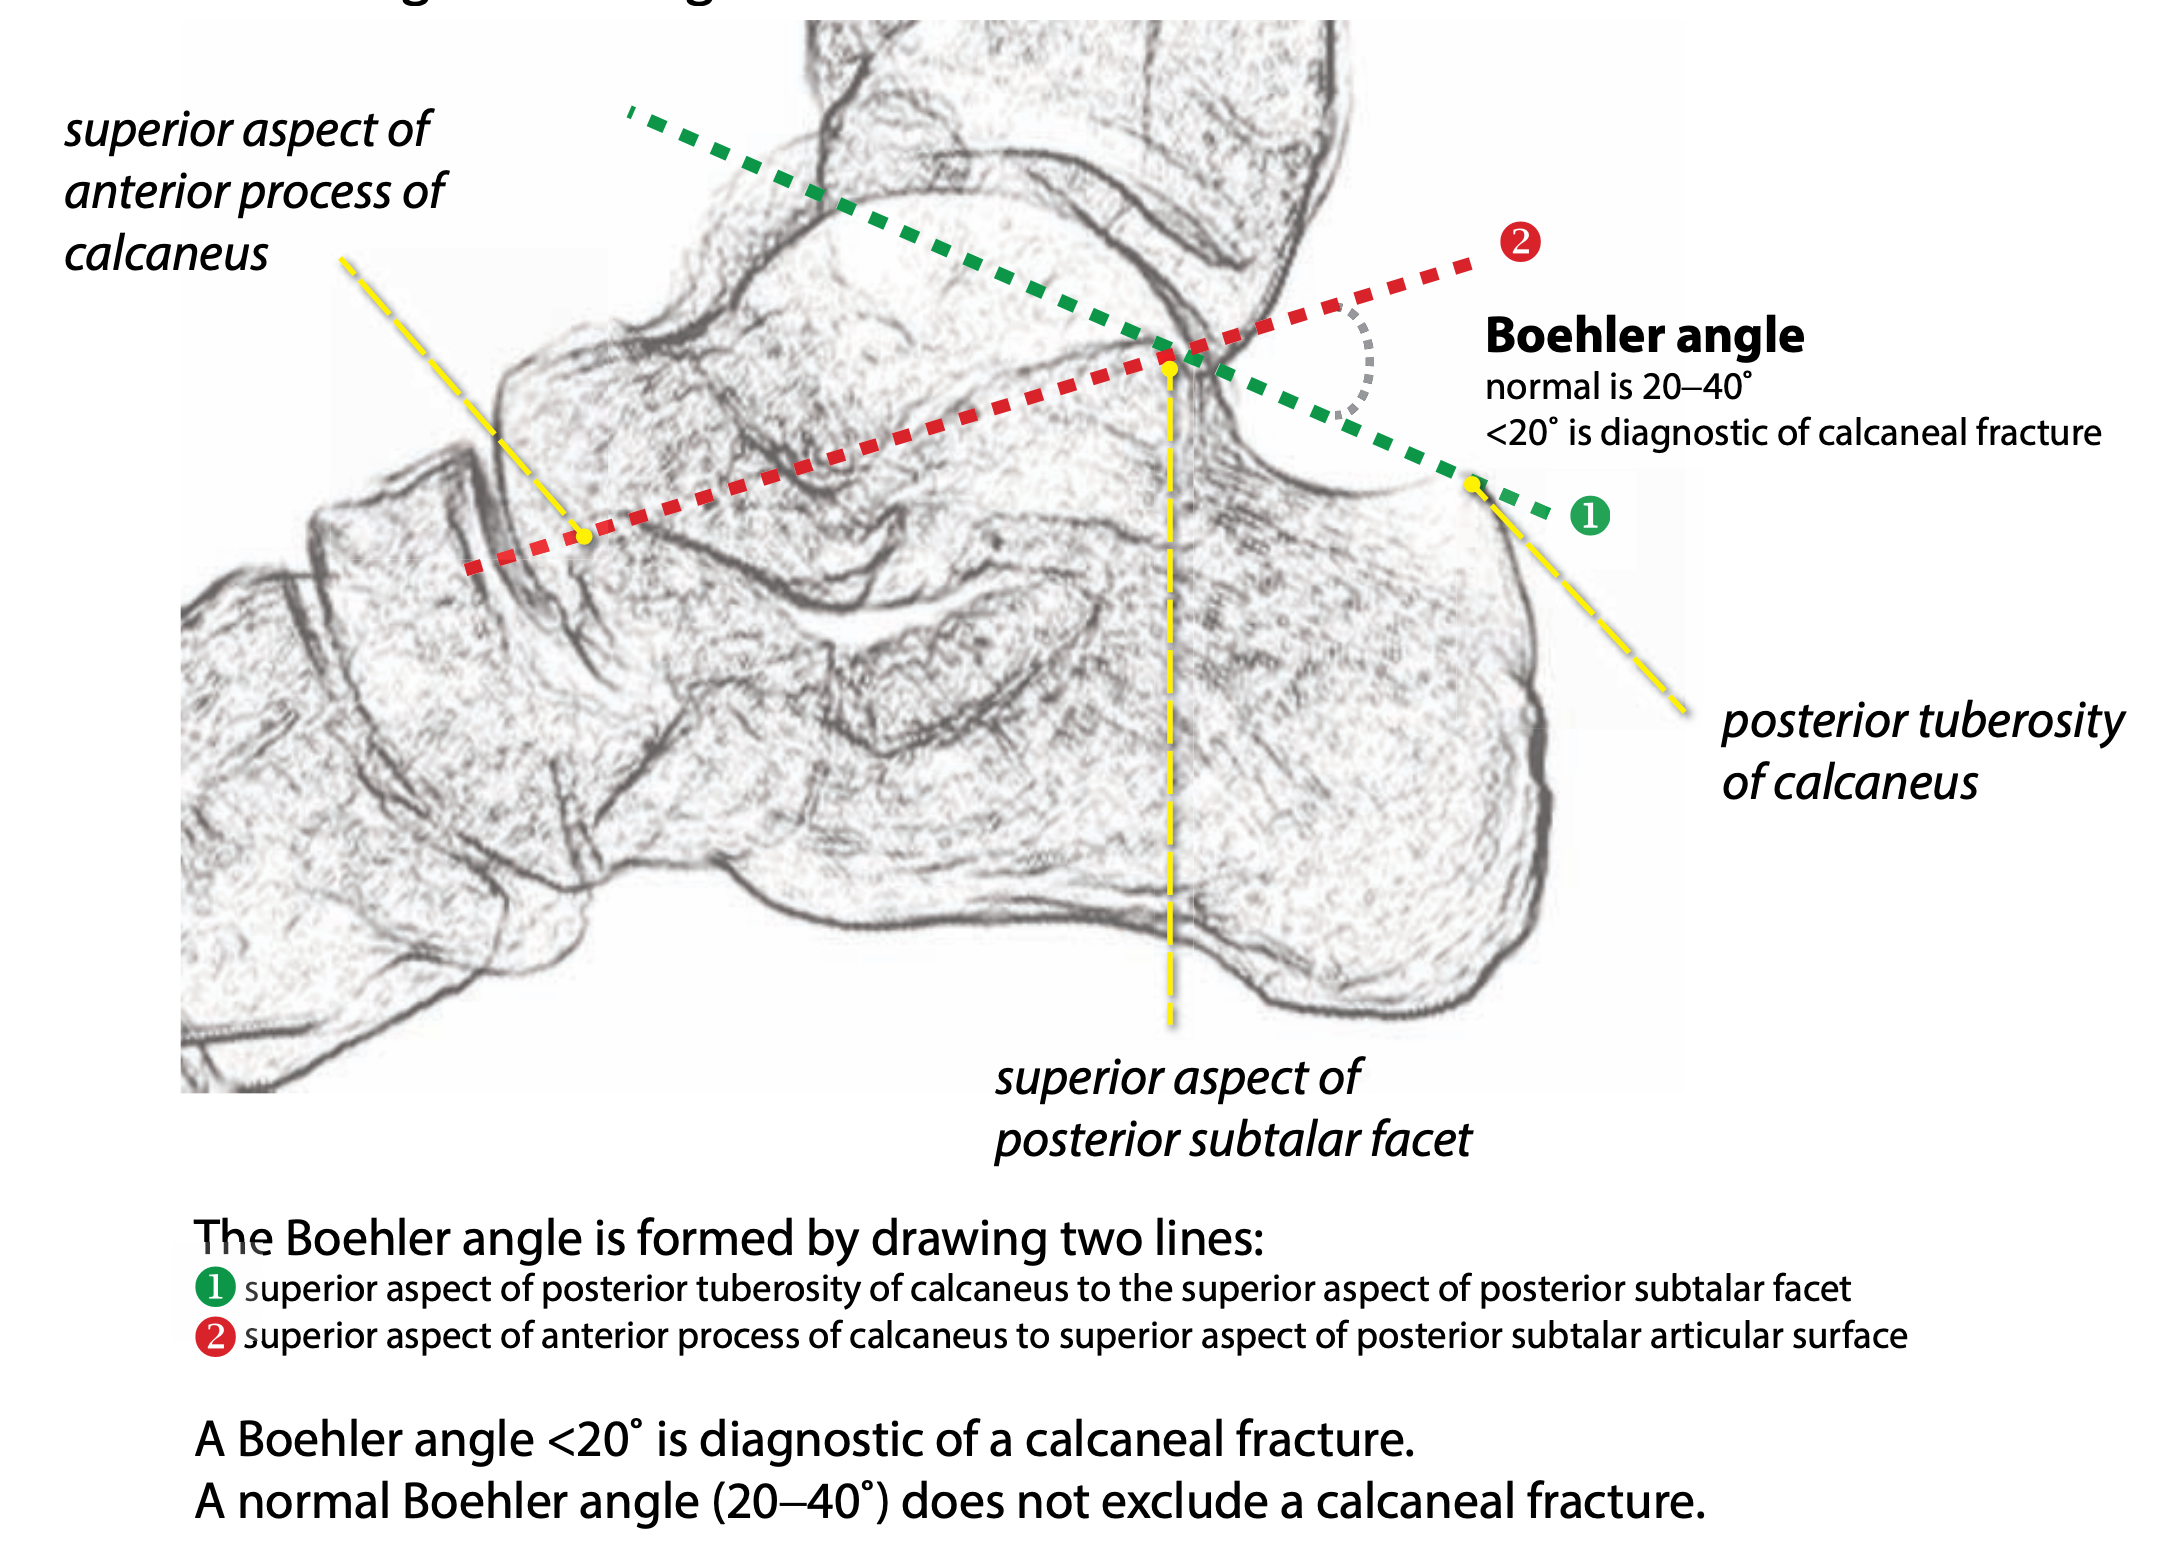 superior aspect of
anterior process of
calcaneus
2
Boehler angle
normal is 20–40°
<20° is diagnostic of calcaneal fracture
1
posterior tuberosity
of calcaneus
superior aspect of
posterior subtalar facet
The Boehler angle is formed by drawing two lines:
1 superior aspect of posterior tuberosity of calcaneus to the superior aspect of posterior subtalar facet
2 superior aspect of anterior process of calcaneus to superior aspect of posterior subtalar articular surface
A Boehler angle <20° is diagnostic of a calcaneal fracture.
A normal Boehler angle (20–40°) does not exclude a calcaneal fracture.